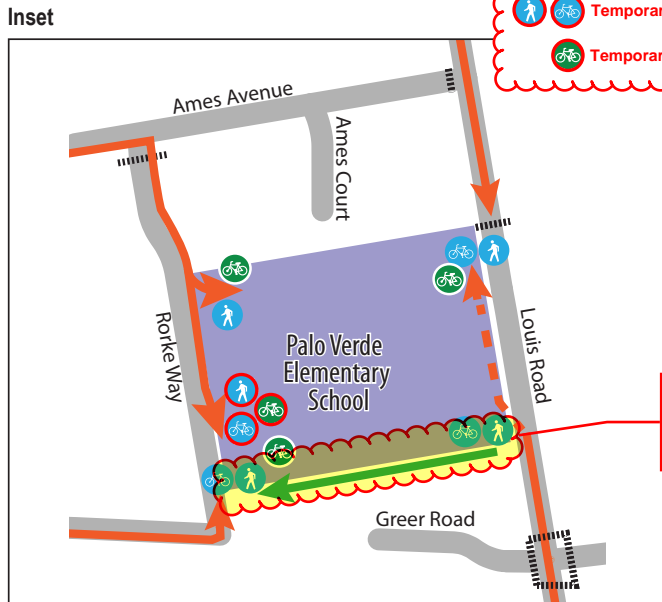 Inset
Temporar
Temporar
Ames Avenue
Ames Court
Rorke Way
Louis Road
Palo Verde
Elementary
School
Greer Road